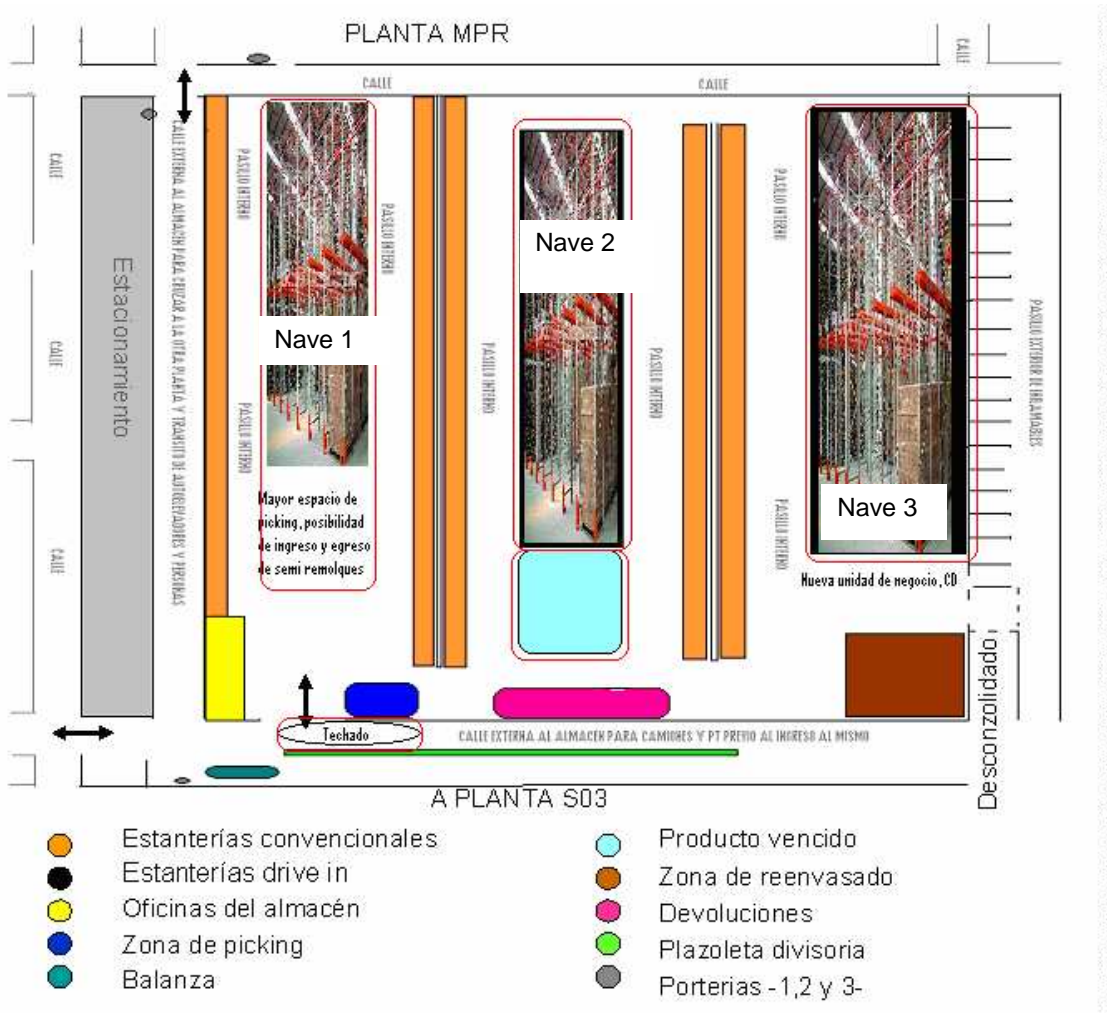 PLANTA MPR
CALLE
CALLE
CALLE
CALLE
CALLE
CALLE
Estacionamiento
CALLE EXTERNA AL ALMACEN PARA CRUZAR A LA OTRA PLANTA Y TRANSITO DE AUTOELEVADORES Y PERSONAS
PASILLO INTERNO
PASILLO INTERNO
PASILLO INTERNO
Nave 1
Mayor espacio de
picking, posibilidad
de ingreso y egreso
de semi remolques
PASILLO INTERNO
Nave 2
PASILLO INTERNO
PASILLO INTERNO
PASILLO INTERNO
Nave 3
Nueva unidad de negocio, CD
PASILLO EXTERIOR DE INFLAMABLES
Desconzolidado
Techado
CALLE EXTERNA AL ALMACEN PARA CAMIONES Y PT PREVIO AL INGRESO AL MISMO
A PLANTA S03
Estanterías convencionales
Estanterías drive in
Oficinas del almacén
Zona de picking
Balanza
Producto vencido
Zona de reenvasado
Devoluciones
Plazoleta divisoria
Porterias -1,2 y 3-